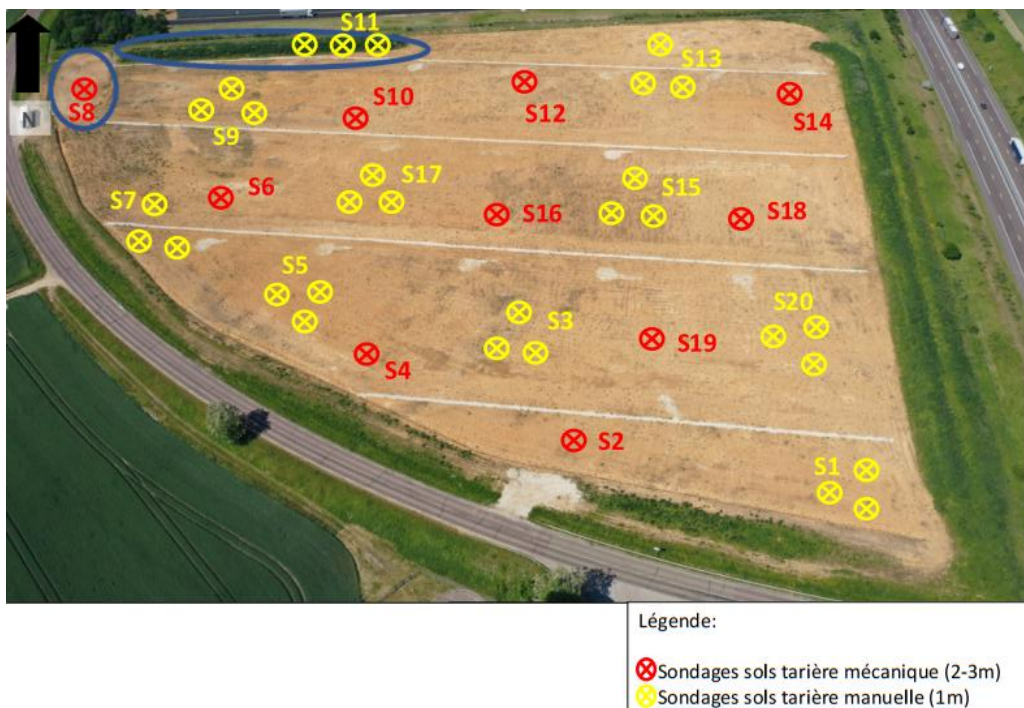 S11
S13
S8
S10
S12
S14
N
S9
S17
S15
S7
S6
S16
S18
S5
S20
S3
S19
S4
S2
S1
Légende:
Sondages sols tarière mécanique (2-3m)
Sondages sols tarière manuelle (1m)